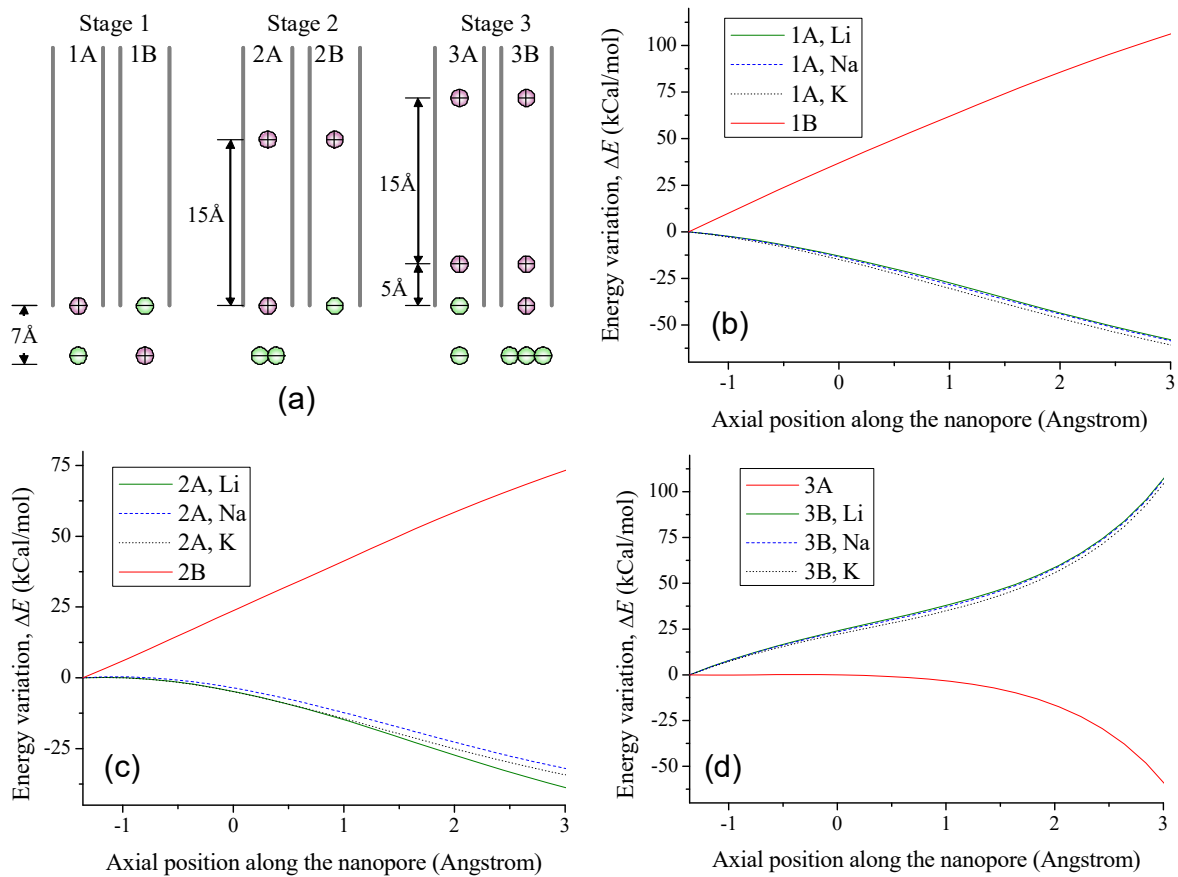 Stage 1
Stage 2
Stage 3
1A 1B
2A 2B
3A 3B
15Å
15Å
5Å
7Å
(a)
Energy variation, ΔE (kCal/mol)
100
75
50
25
0
-25
-50
1A, Li
1A, Na
1A, K
1B
(b)
-1 0 1 2 3
Axial position along the nanopore (Angstrom)
Energy variation, ΔE (kCal/mol)
75
50
25
0
-25
2A, Li
2A, Na
2A, K
2B
(c)
-1 0 1 2 3
Axial position along the nanopore (Angstrom)
Energy variation, ΔE (kCal/mol)
100
75
50
25
0
-25
-50
3A
3B, Li
3B, Na
3B, K
(d)
-1 0 1 2 3
Axial position along the nanopore (Angstrom)